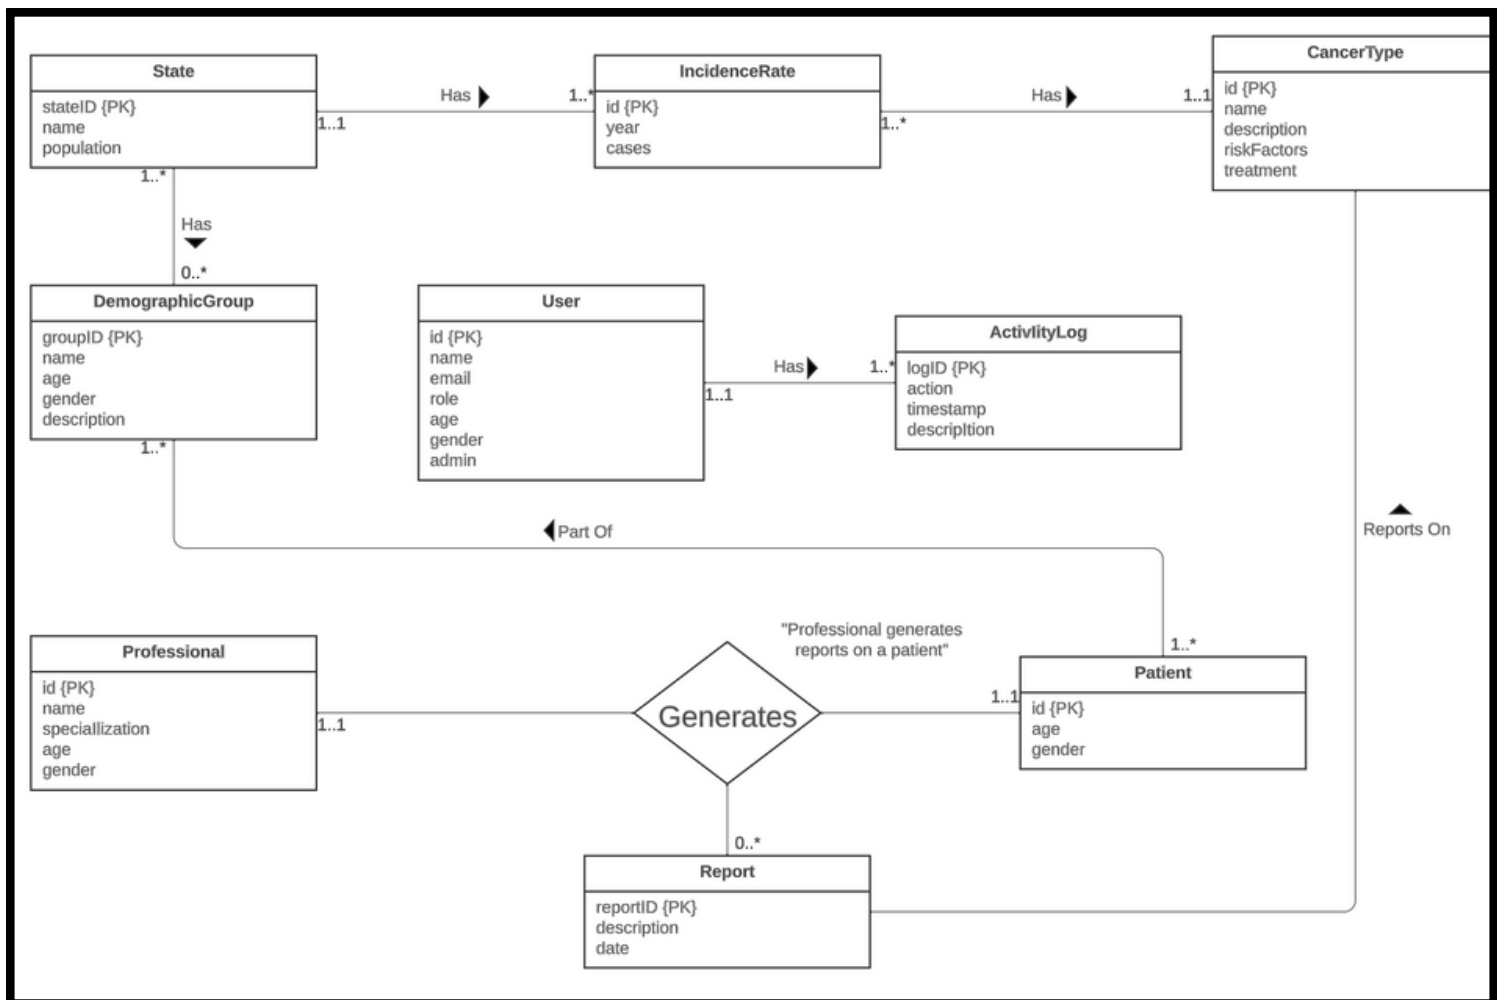 State
stateID {PK}
name
population
1..1
Has
1..*
IncidenceRate
id {PK}
year
cases
1..*
Has
1..1
CancerType
id {PK}
name
description
riskFactors
treatment
1..*
Has
0..*
DemographicGroup
groupID {PK}
name
age
gender
description
1..*
User
id {PK}
name
email
role
age
gender
admin
1..1
Has
1..*
ActivIityLog
logID {PK}
action
timestamp
descripItion
Part Of
Reports On
Professional
id {PK}
name
speciaIlization
age
gender
1..1
Generates
"Professional generates
reports on a patient"
1..*
1..1
Patient
id {PK}
age
gender
0..*
Report
reportID {PK}
description
date